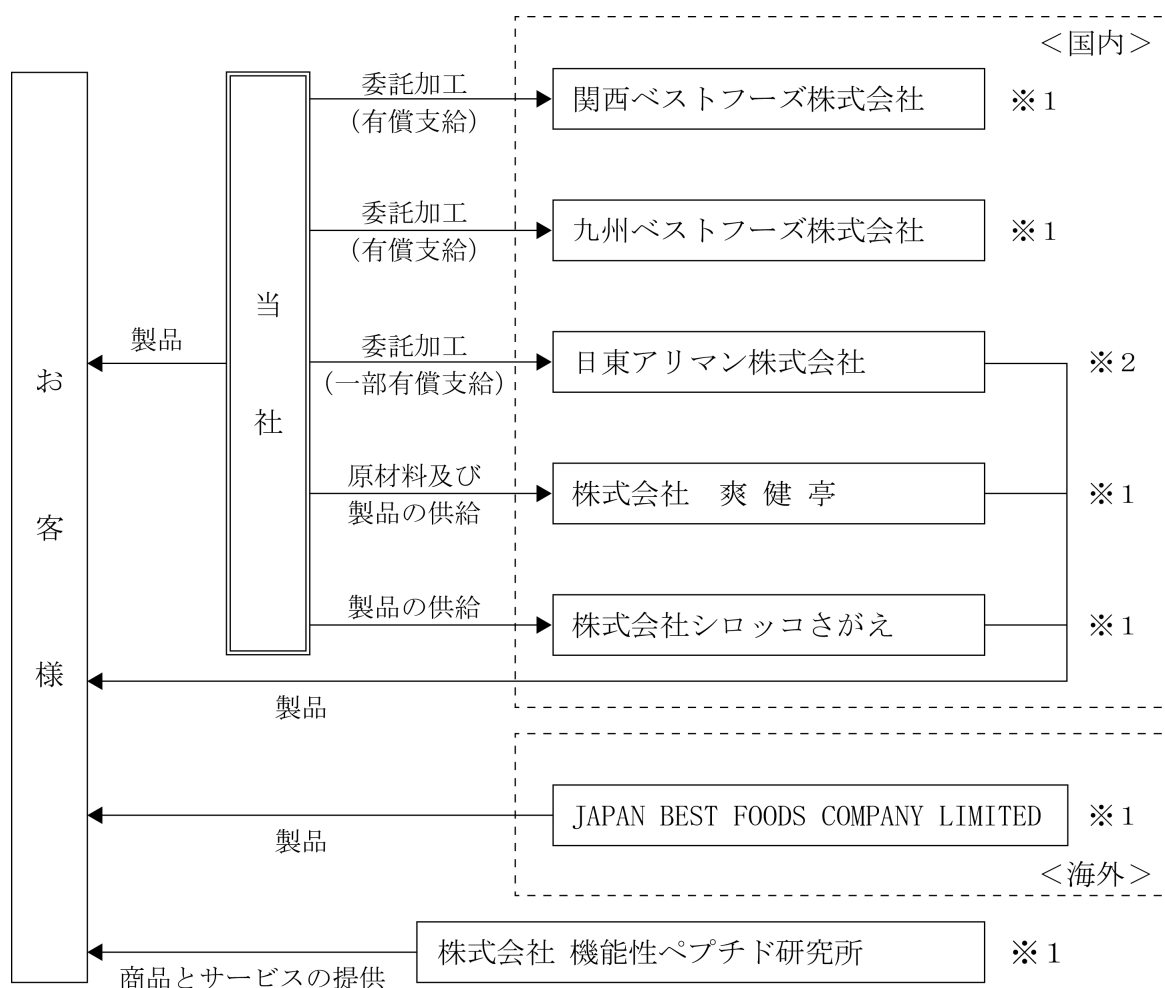 ＜国内＞
委託加工
(有償支給)
関西ベストフーズ株式会社
※1
委託加工
(有償支給)
九州ベストフーズ株式会社
※1
当社
お客様
製品
委託加工
(一部有償支給)
日東アリマン株式会社
※2
原材料及び
製品の供給
株式会社　爽 健 亭
※1
製品の供給
株式会社シロッコさがえ
※1
製品
JAPAN BEST FOODS COMPANY LIMITED
※1
製品
＜海外＞
株式会社 機能性ペプチド研究所
※1
商品とサービスの提供